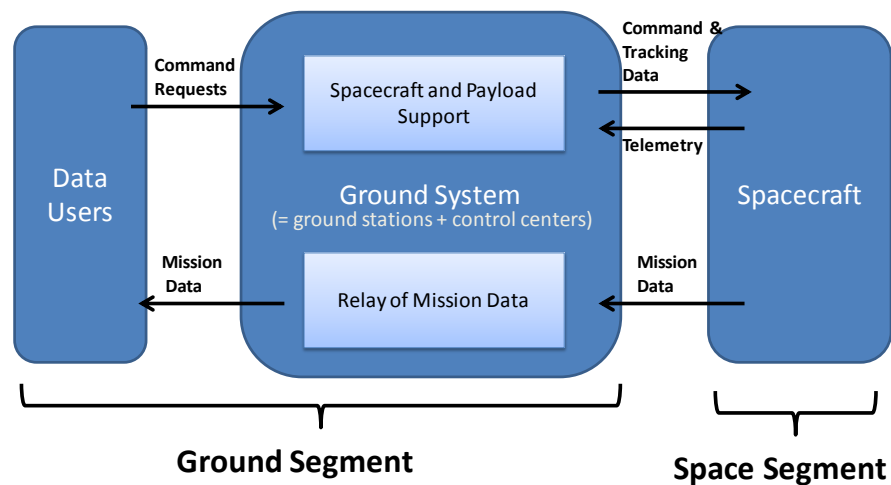 Data
Users
Command
Requests
Spacecraft and Payload
Support
Command &
Tracking
Data
Telemetry
Ground System
(= ground stations + control centers)
Spacecraft
Mission
Data
Relay of Mission Data
Mission
Data
Ground Segment
Space Segment